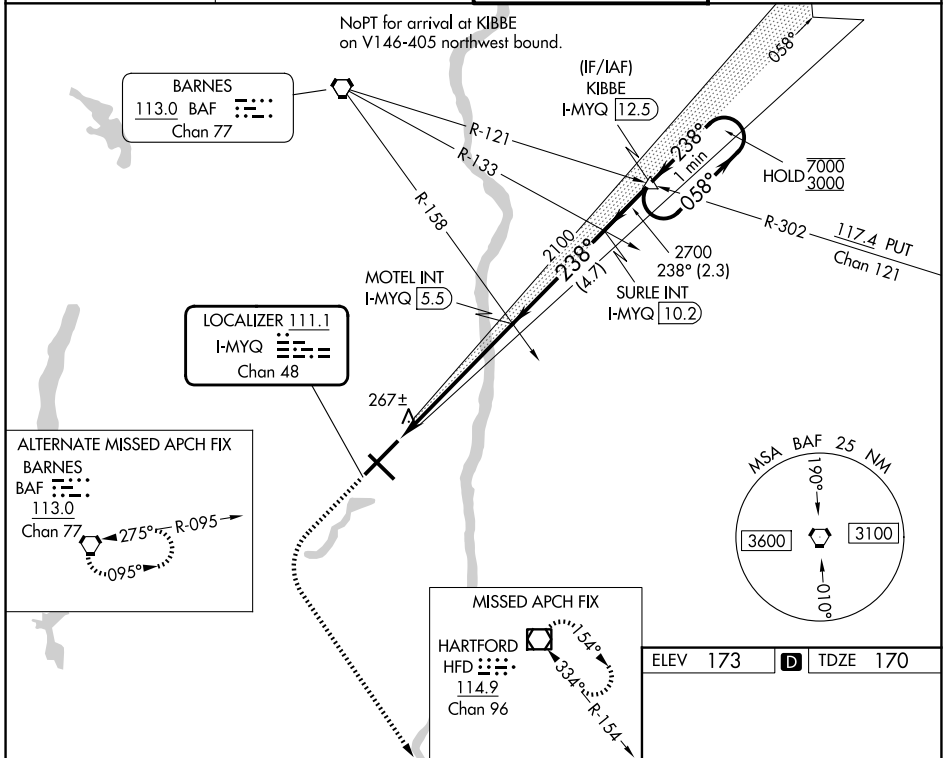 NoPT for arrival at KIBBE
on V146-405 northwest bound.
BARNES
113.0 BAF
Chan 77
(IF/IAF)
KIBBE
I-MYQ 12.5
058°
R-121
R-133
R-158
238°
1 min
058°
HOLD 7000
3000
R-302
117.4 PUT
Chan 121
2100
238°
(4.7)
2700
238° (2.3)
SURLE INT
I-MYQ 10.2
MOTEL INT
I-MYQ 5.5
LOCALIZER 111.1
I-MYQ
Chan 48
267±
ALTERNATE MISSED APCH FIX
BARNES
BAF
113.0
Chan 77
275°
R-095
095°
MSA BAF 25 NM
190°
3600
3100
010°
MISSED APCH FIX
HARTFORD
HFD
114.9
Chan 96
154°
334°
R-154
ELEV 173 D TDZE 170